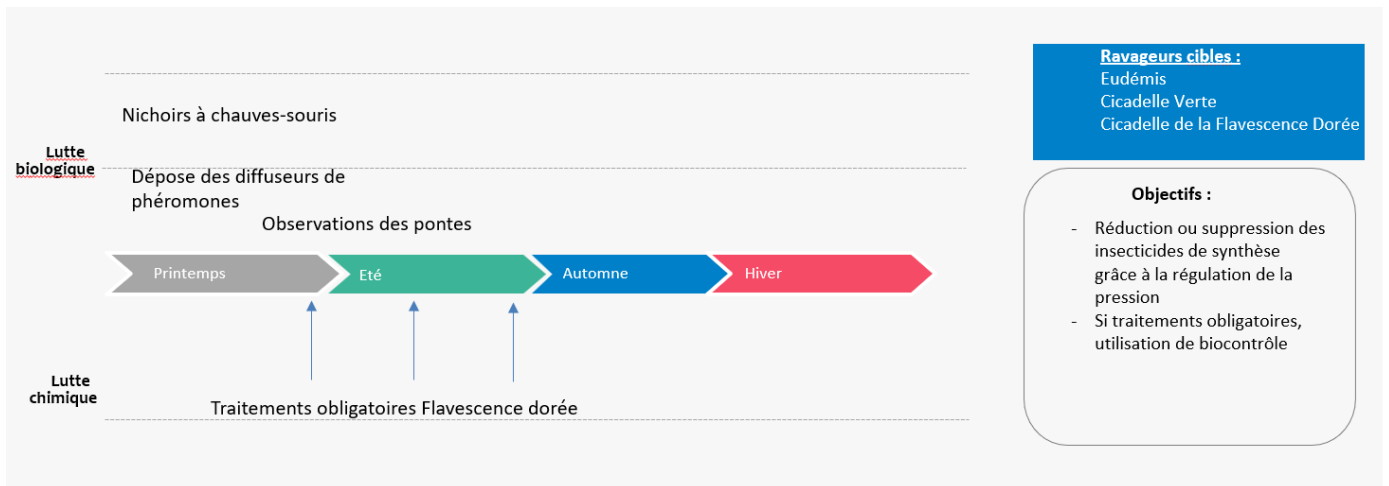 Nichoirs à chauves-souris
Lutte
biologique
Dépose des diffuseurs de
phéromones
Observations des pontes
Printemps
Eté
Automne
Hiver
Lutte
chimique
Traitements obligatoires Flavescence dorée
Ravageurs cibles :
Eudémis
Cicadelle Verte
Cicadelle de la Flavescence Dorée
Objectifs :
- Réduction ou suppression des
insecticides de synthèse
grâce à la régulation de la
pression
- Si traitements obligatoires,
utilisation de biocontrôle